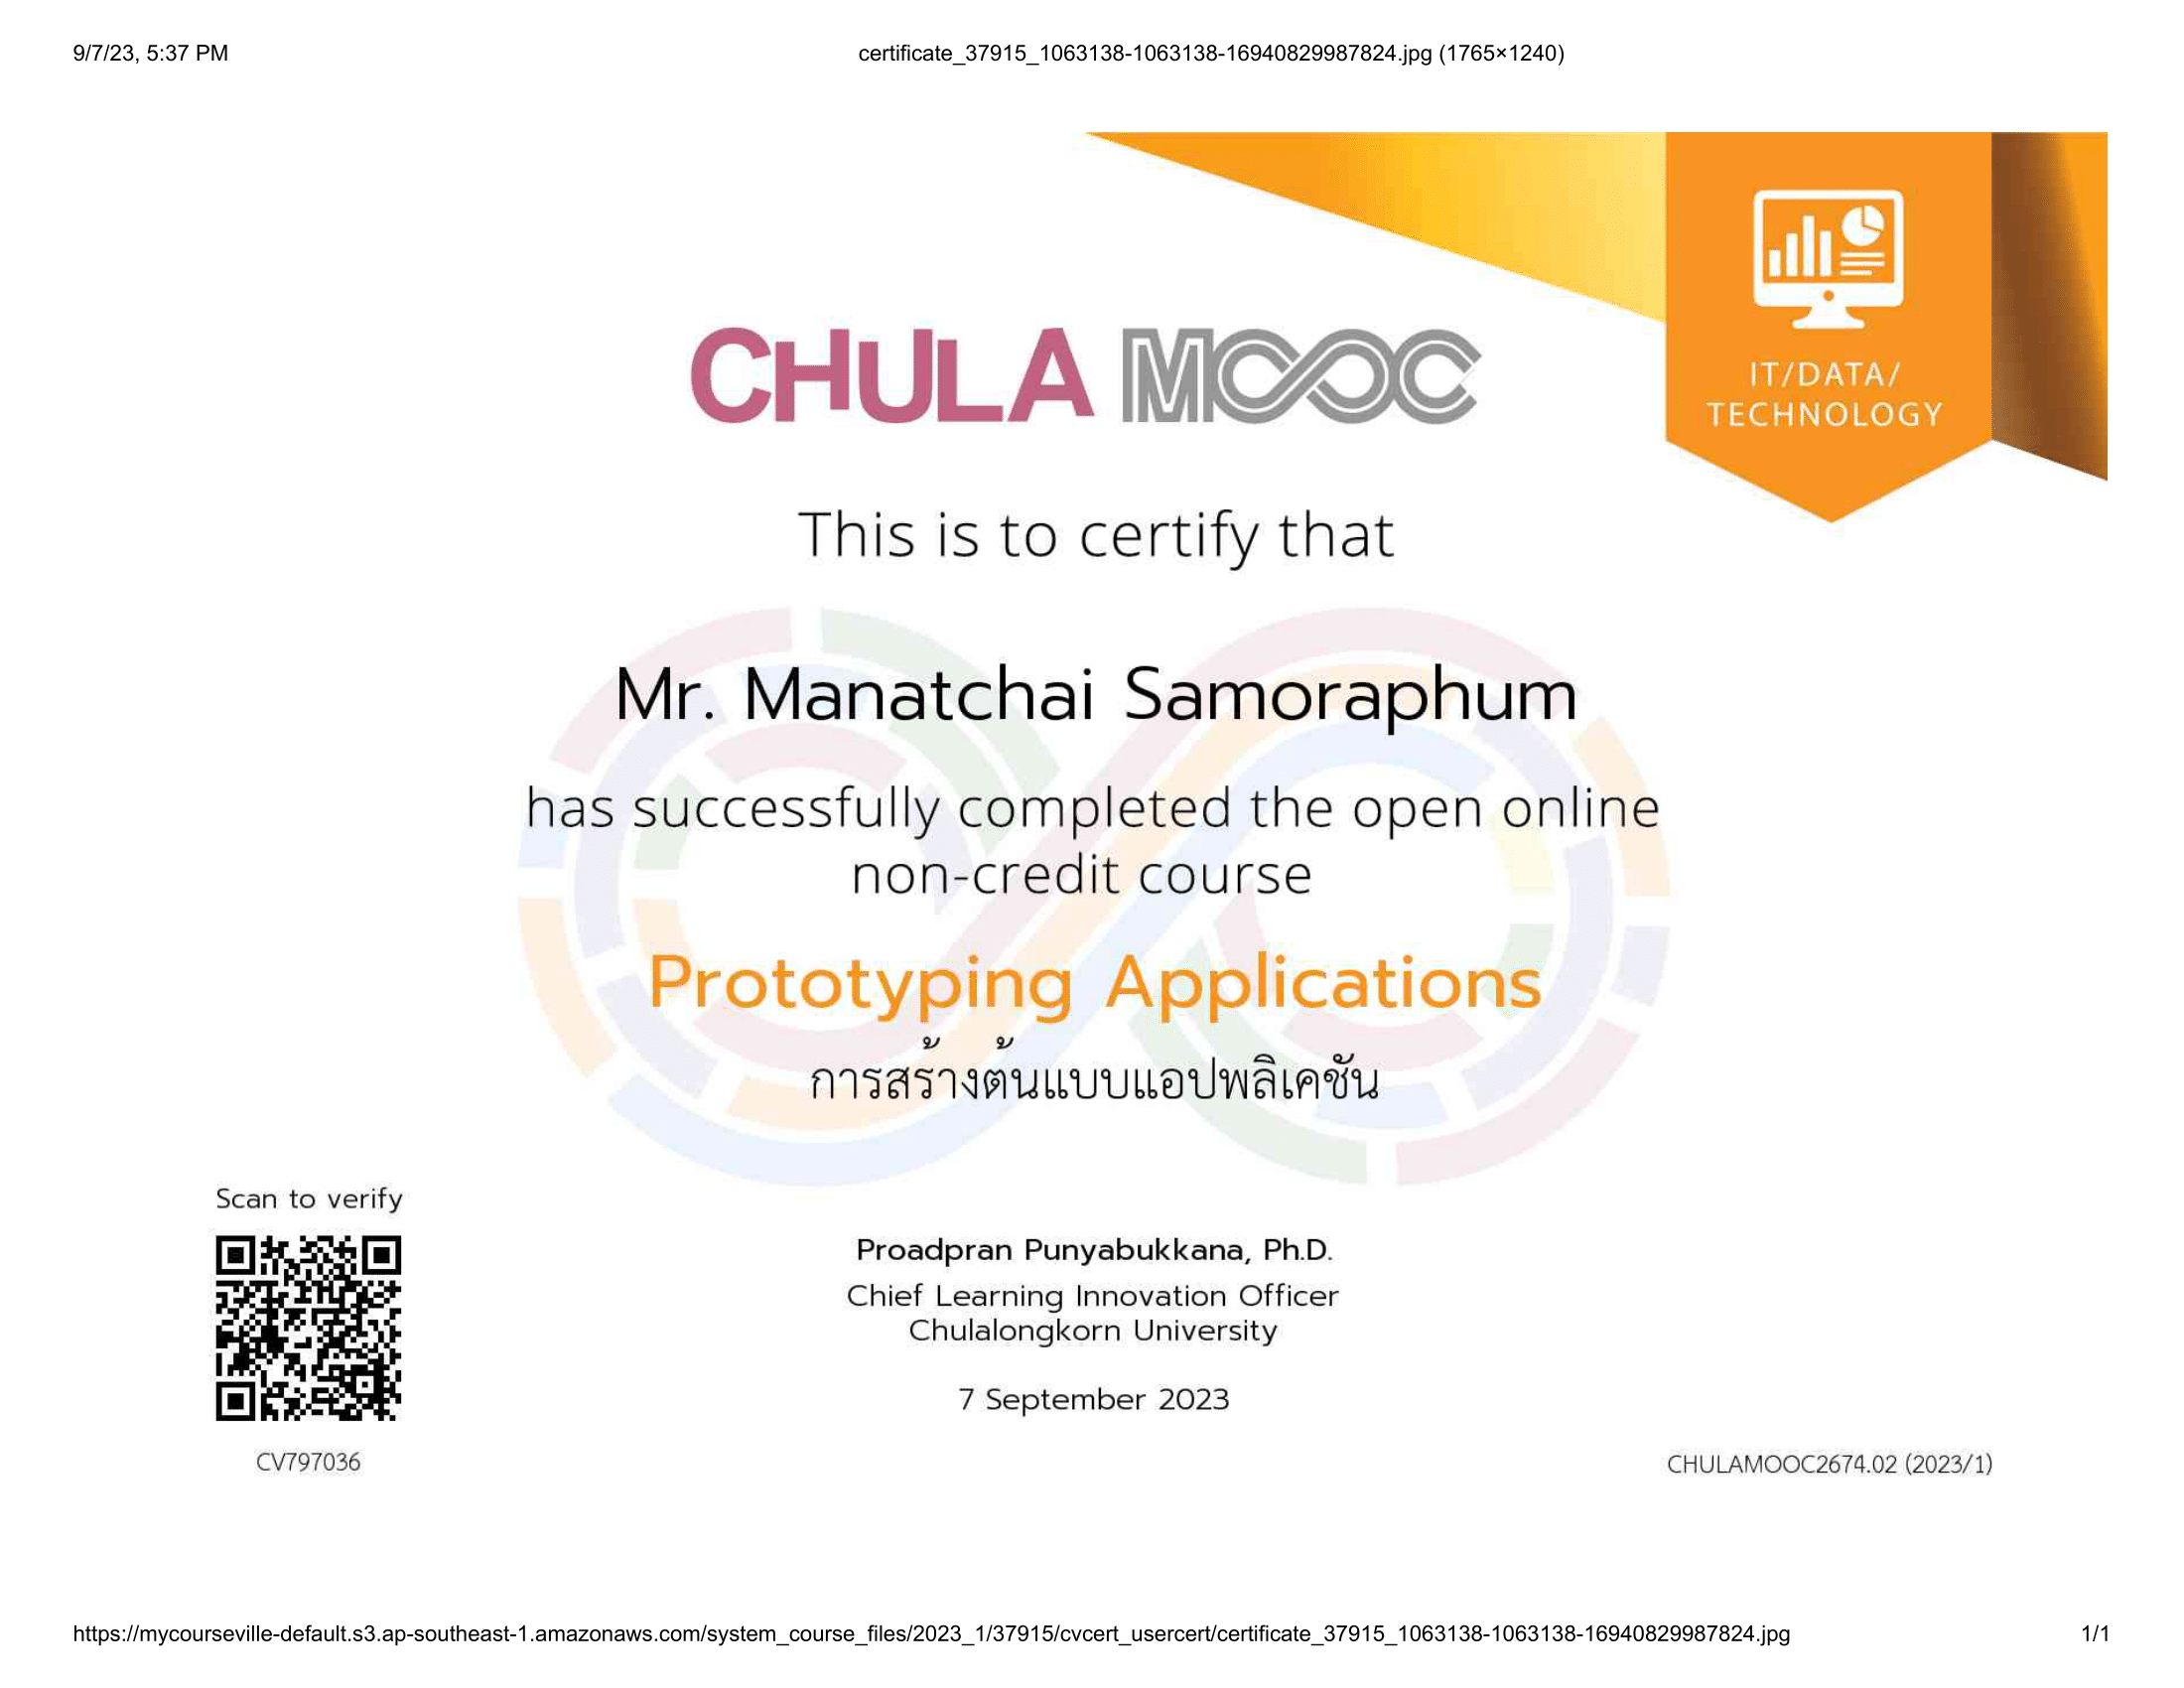 9/7/23, 5:37 PM
certificate_37915_1063138-1063138-16940829987824.jpg (1765×1240)
IT/DATA/
TECHNOLOGY
CHULA MOOC
This is to certify that
Mr. Manatchai Samoraphum
has successfully completed the open online
non-credit course
Prototyping Applications
การสร้างต้นแบบแอปพลิเคชัน
Scan to verify
CV797036
Proadpran Punyabukkana, Ph.D.
Chief Learning Innovation Officer
Chulalongkorn University
7 September 2023
CHULAMOOC2674.02 (2023/1)
https://mycourseville-default.s3.ap-southeast-1.amazonaws.com/system_course_files/2023_1/37915/cvcert_usercert/certificate_37915_1063138-1063138-16940829987824.jpg
1/1